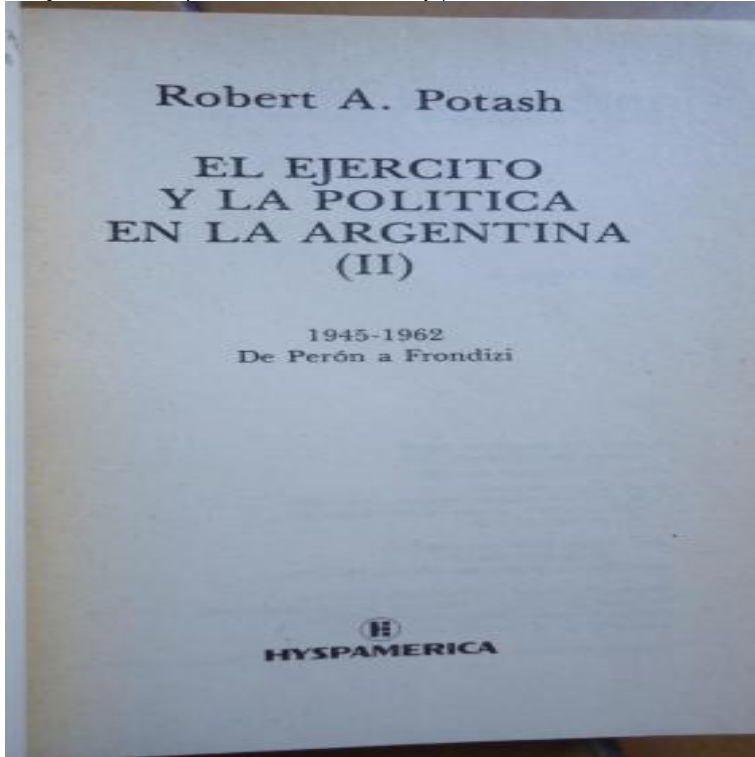 Robert A. Potash
EL EJERCITO
Y LA POLITICA
EN LA ARGENTINA
(II)
1945-1962
De Perón a Frondizi
HYSPAMERICA